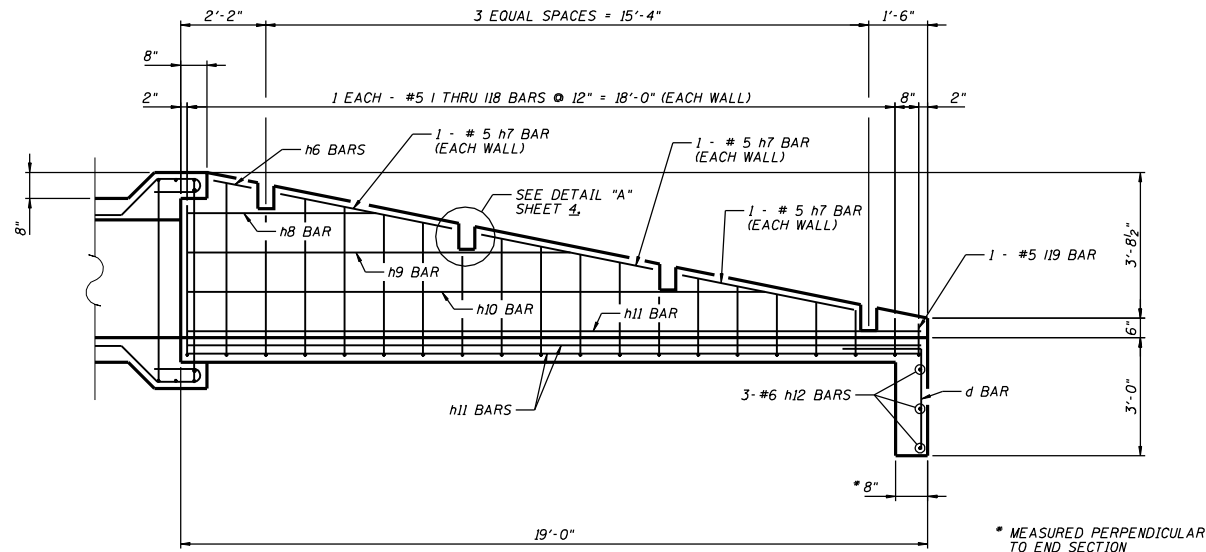 2'-2"
3 EQUAL SPACES = 15'-4"
1'-6"
8"
2"
1 EACH - #5 l THRU l18 BARS @ 12" = 18'-0" (EACH WALL)
8"
2"
h6 BARS
1 - # 5 h7 BAR
(EACH WALL)
1 - # 5 h7 BAR
(EACH WALL)
SEE DETAIL "A"
SHEET 4.
1 - # 5 h7 BAR
(EACH WALL)
8"
h8 BAR
3'-8½"
1 - #5 l19 BAR
h9 BAR
h10 BAR
h11 BAR
6"
3-#6 h12 BARS
d BAR
h11 BARS
3'-0"
* 8"
19'-0"
* MEASURED PERPENDICULAR
TO END SECTION